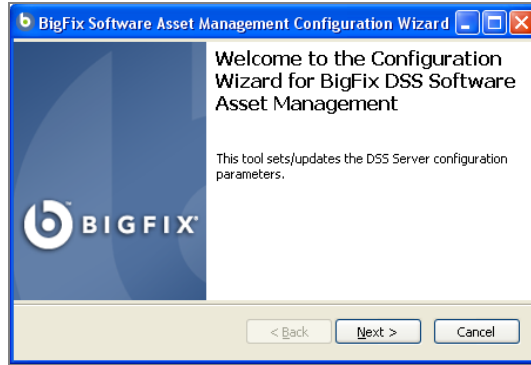 BigFix Software Asset Management Configuration Wizard
Welcome to the Configuration
Wizard for BigFix DSS Software
Asset Management
This tool sets/updates the DSS Server configuration
parameters.
b BIGFIX
< Back
Next >
Cancel